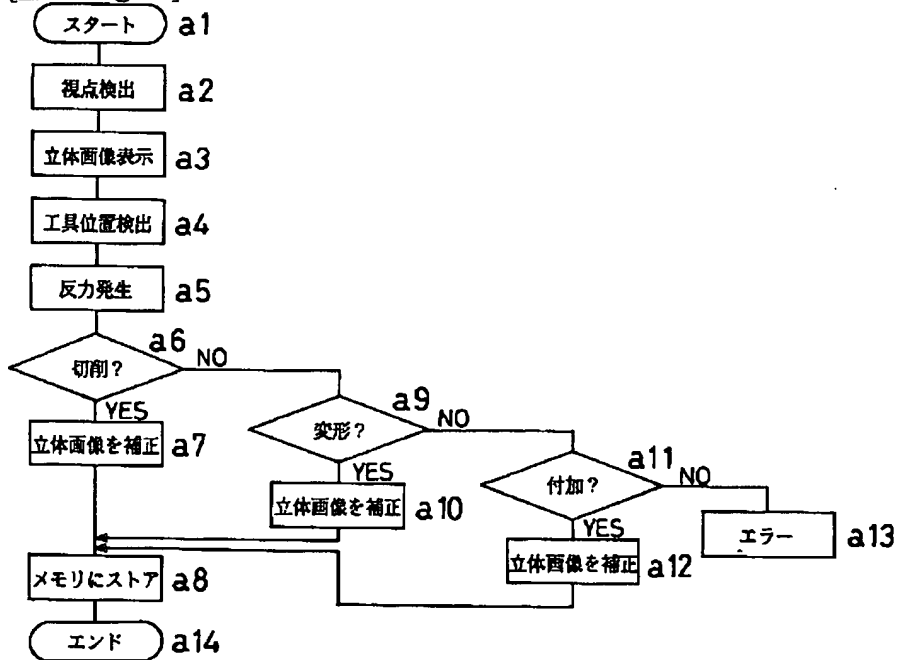 スタート a1
視点検出 a2
立体画像表示 a3
工具位置検出 a4
反力発生 a5
切削? a6
NO
YES
立体画像を補正 a7
変形? a9
NO
YES
立体画像を補正 a10
付加? a11
NO
YES
立体画像を補正 a12
エラー a13
メモリにストア a8
エンド a14